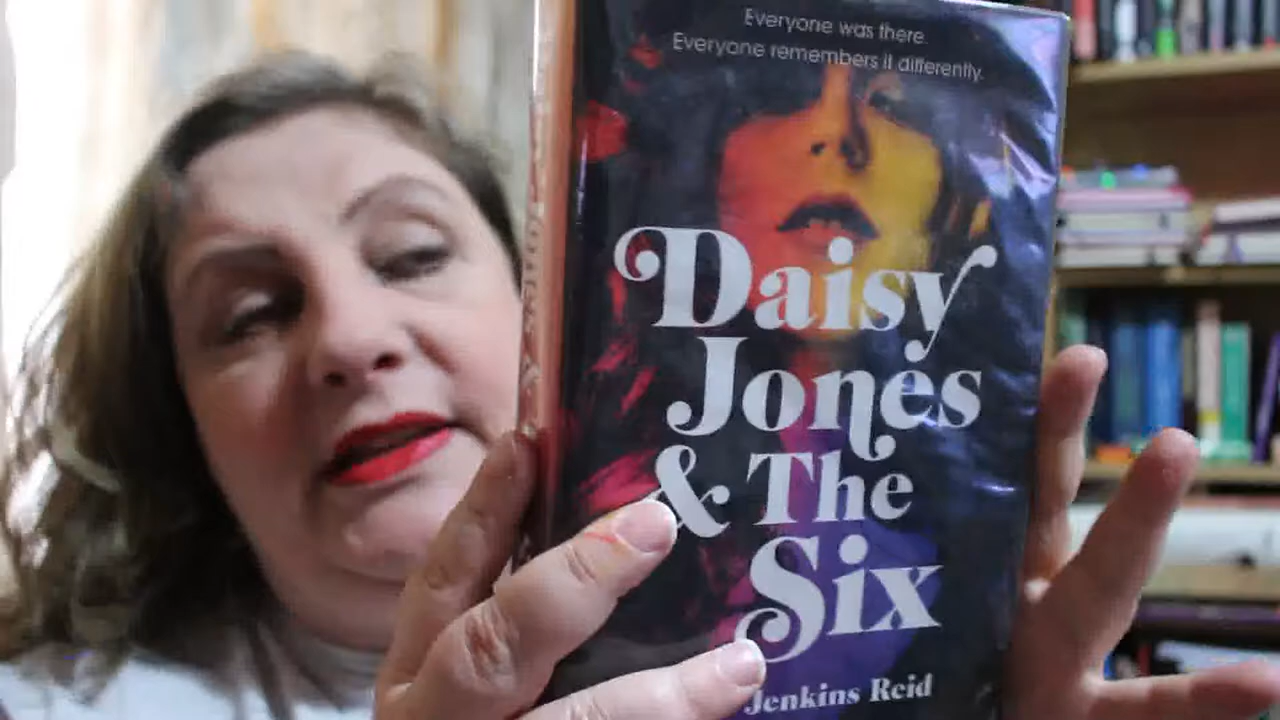 Everyone was there.
Everyone remembers it differently.
Daisy
Jones
& The
Six
Jenkins Reid